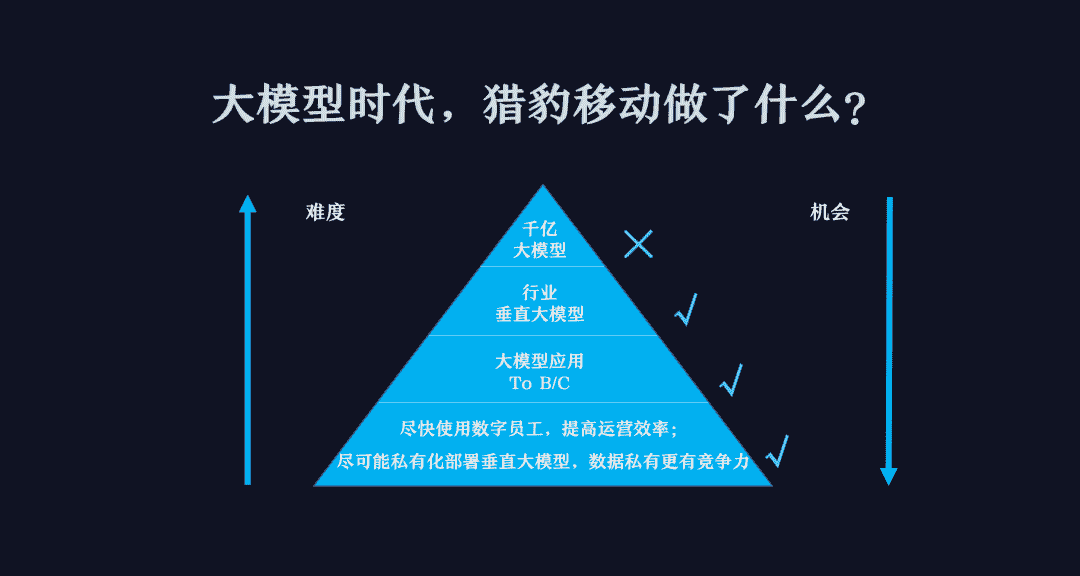 大模型时代，猎豹移动做了什么？
难度
机会
千亿
大模型
行业
垂直大模型
大模型应用
To B/C
尽快使用数字员工，提高运营效率；
尽可能私有化部署垂直大模型，数据私有更有竞争力